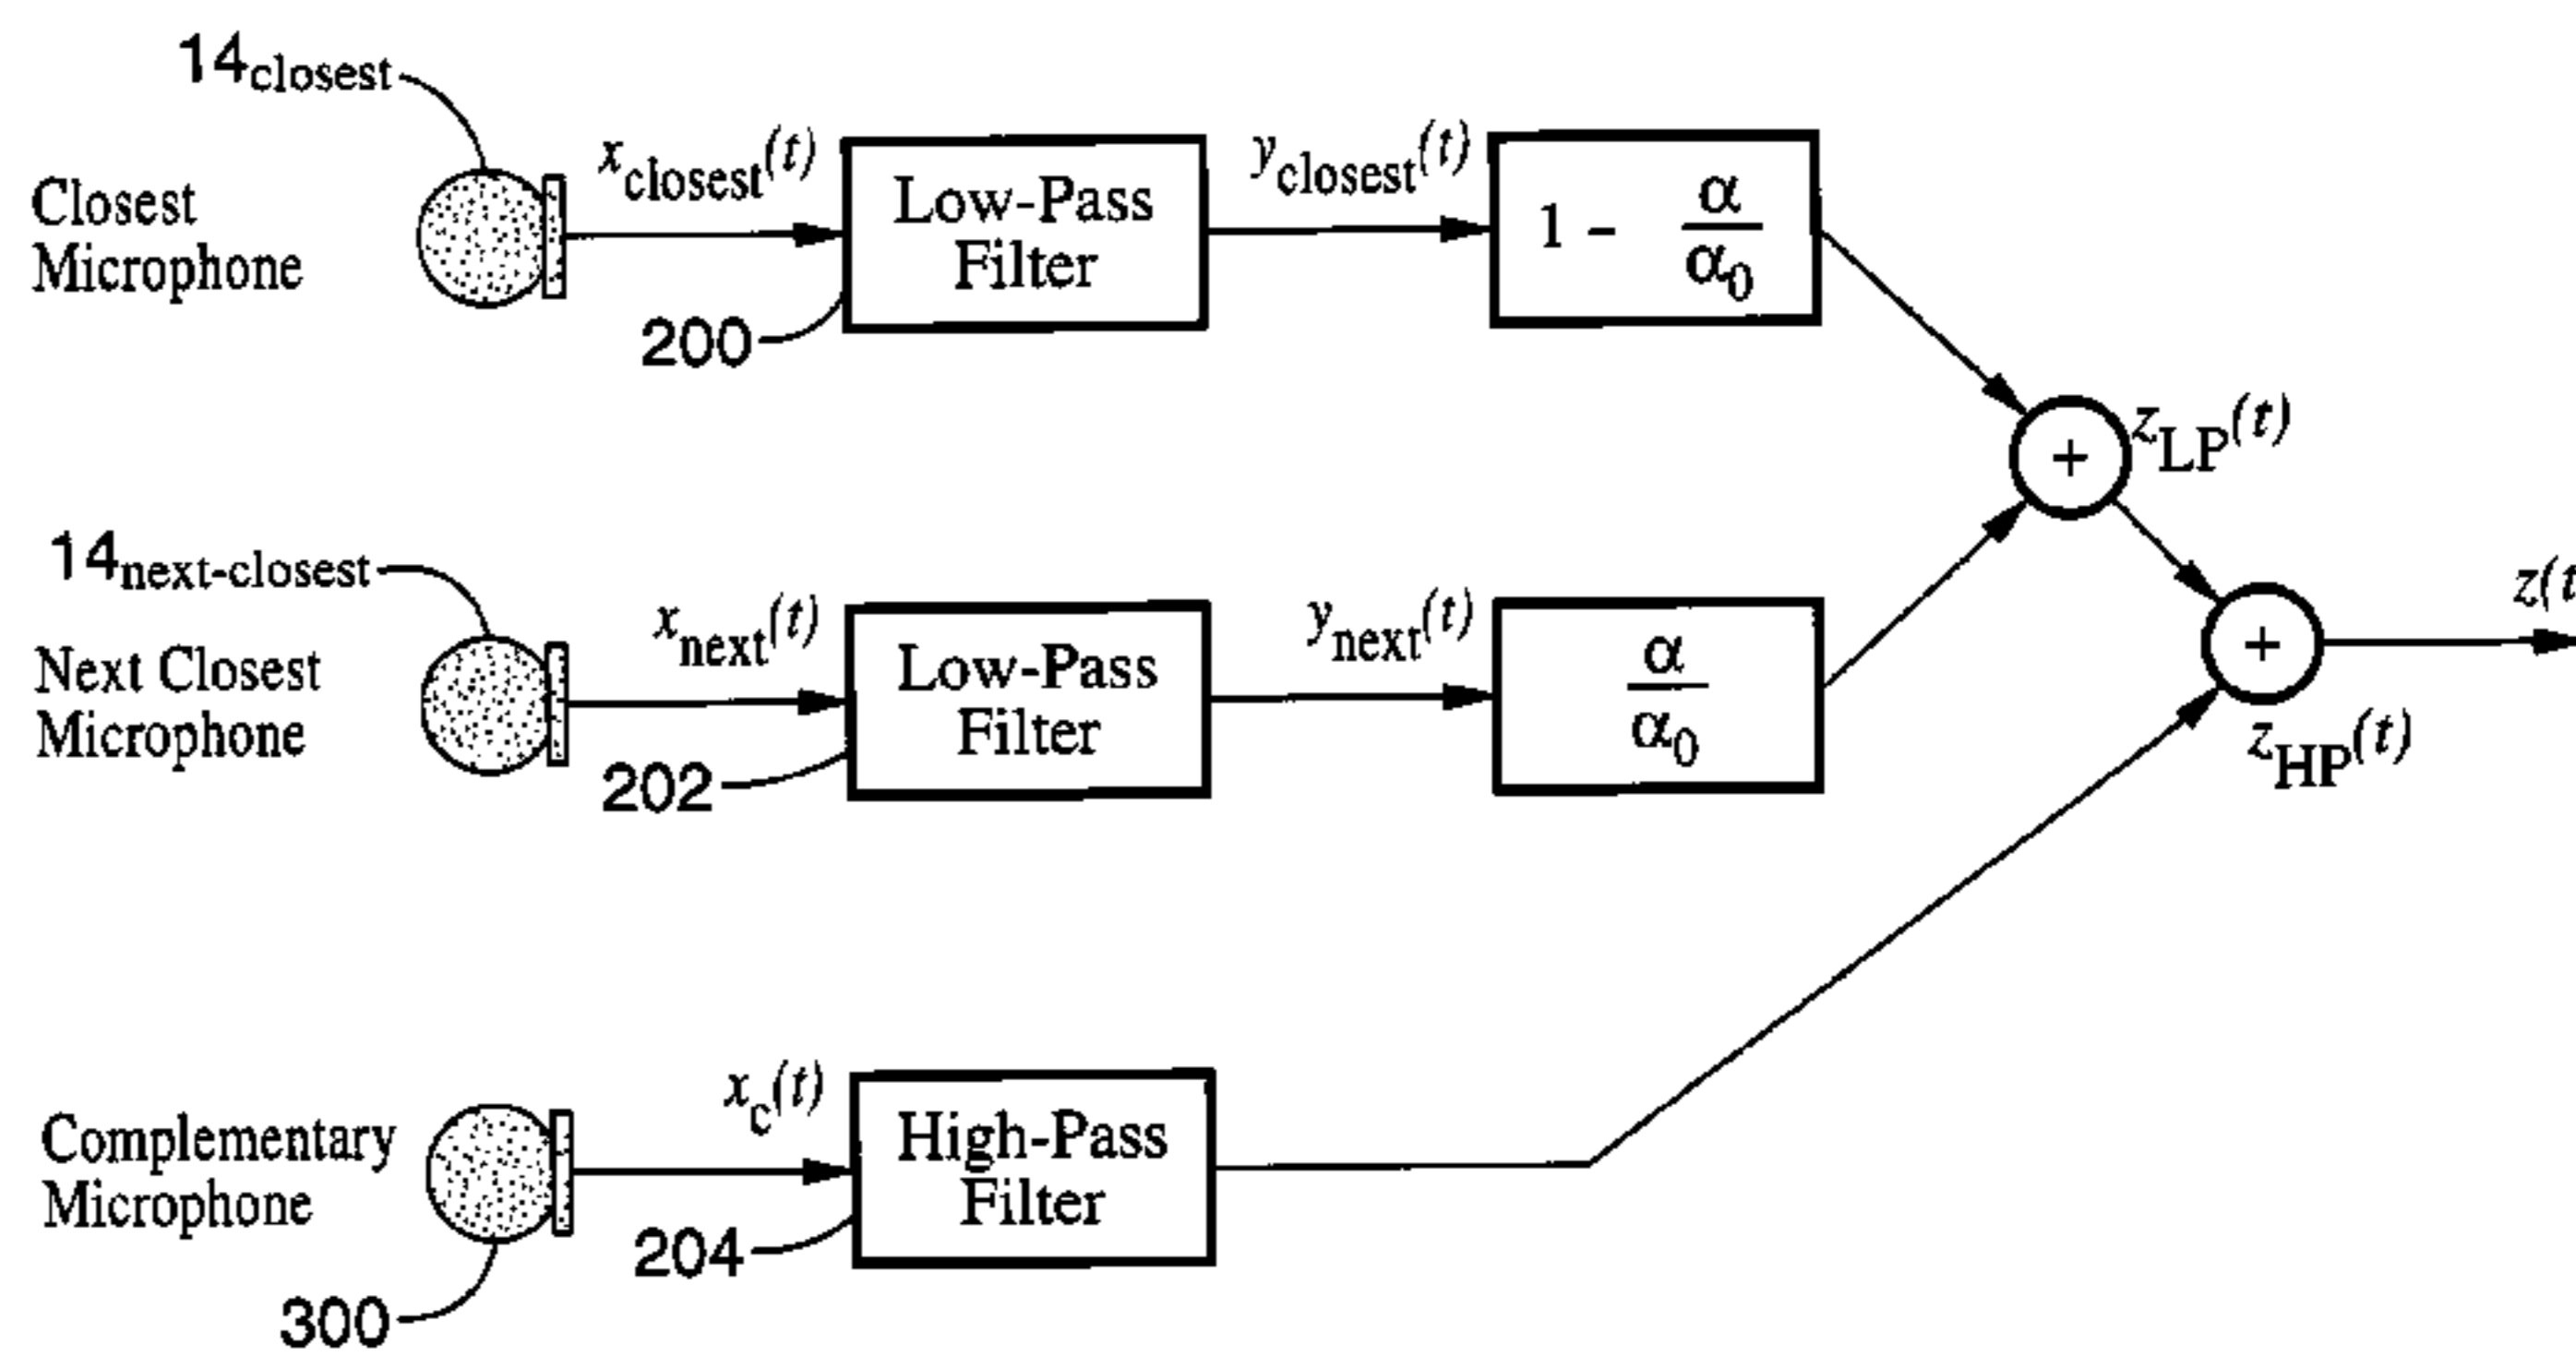 14closest
Closest
Microphone
xclosest(t)
Low-Pass
Filter
200
yclosest(t)
1 - α/α0
+
zLP(t)
14next-closest
Next Closest
Microphone
xnext(t)
Low-Pass
Filter
202
ynext(t)
α/α0
+
z(t
zHP(t)
Complementary
Microphone
xc(t)
High-Pass
Filter
204
300